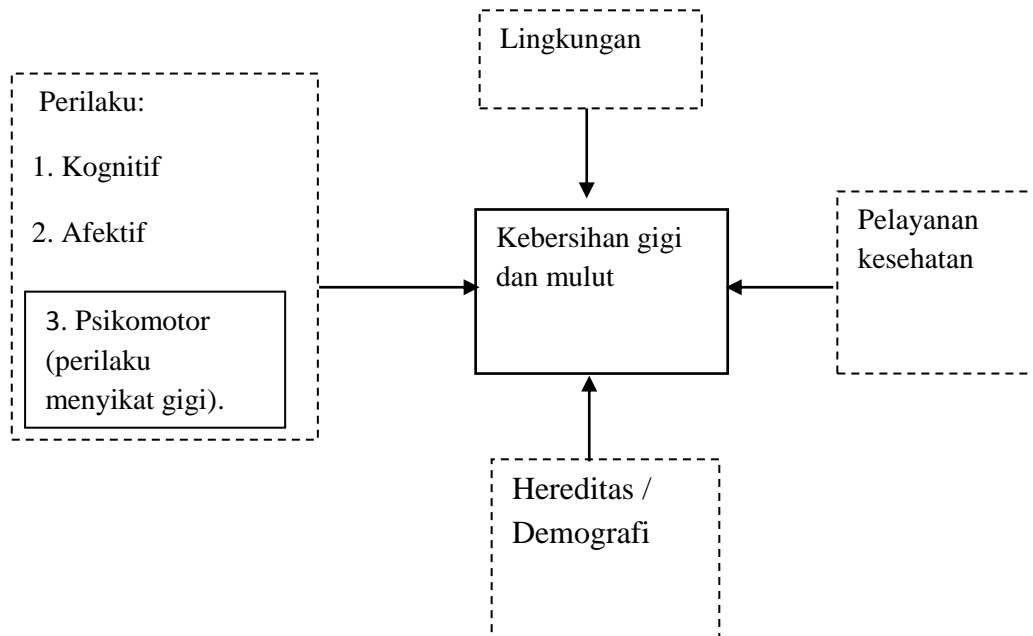 Lingkungan
Perilaku:
1. Kognitif
2. Afektif
3. Psikomotor
(perilaku
menyikat gigi).
Kebersihan gigi
dan mulut
Pelayanan
kesehatan
Hereditas /
Demografi